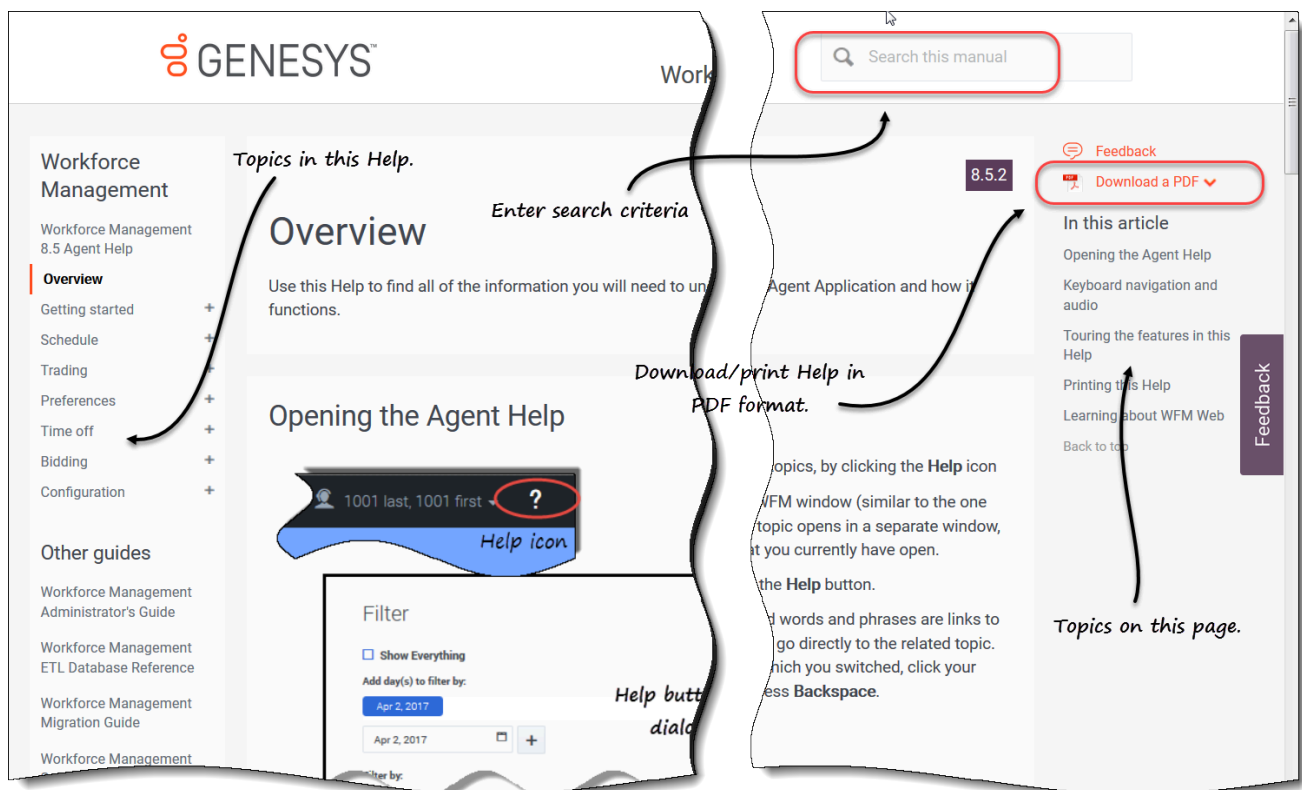 GENESYS™
Work
Search this manual
Workforce
Management
Workforce Management
8.5 Agent Help
Overview
Getting started +
Schedule +
Trading +
Preferences +
Time off +
Bidding +
Configuration +
Other guides
Workforce Management
Administrator's Guide
Workforce Management
ETL Database Reference
Workforce Management
Migration Guide
Workforce Management
Topics in this Help.
Enter search criteria
8.5.2
Overview
Use this Help to find all of the information you will need to un Agent Application and how it
functions.
Download/print Help in
PDF format.
Opening the Agent Help
1001 last, 1001 first ?
Help icon
Filter
Show Everything
Add day(s) to filter by:
Apr 2, 2017
Apr 2, 2017 +
Filter by:
Help butt
dialo
opics, by clicking the Help icon
WFM window (similar to the one
topic opens in a separate window,
at you currently have open.
the Help button.
d words and phrases are links to
go directly to the related topic.
hich you switched, click your
ess Backspace.
Feedback
PDF Download a PDF
In this article
Opening the Agent Help
Keyboard navigation and
audio
Touring the features in this
Help
Printing this Help
Learning about WFM Web
Back to top
Feedback
Topics on this page.